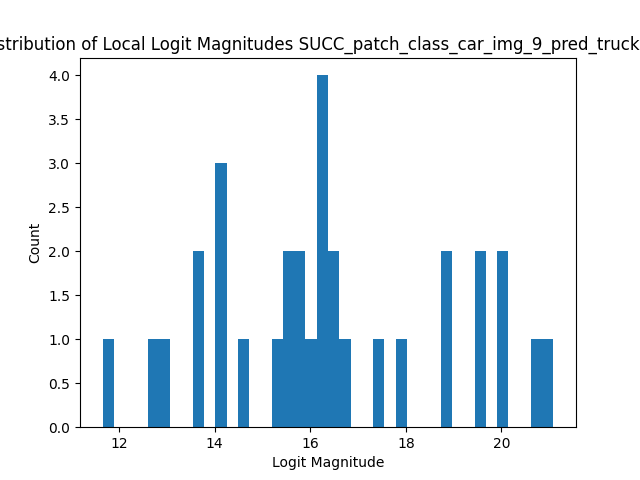 stribution of Local Logit Magnitudes SUCC_patch_class_car_img_9_pred_truck
4.0
3.5
3.0
2.5
2.0
1.5
1.0
0.5
0.0
Count
12 14 16 18 20
Logit Magnitude